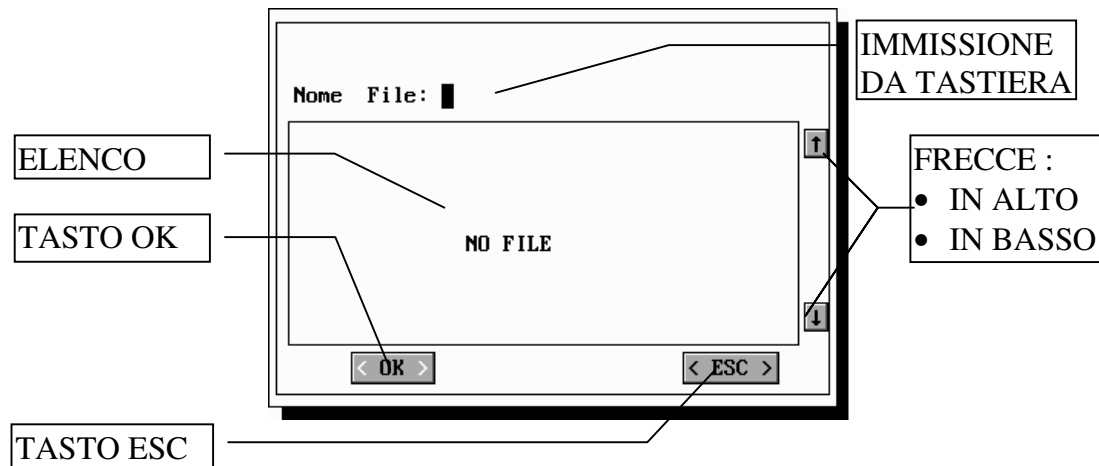 IMMISSIONE
DA TASTIERA
Nome File:
ELENCO
↑
FRECCE :
• IN ALTO
• IN BASSO
TASTO OK
NO FILE
↓
< OK >
< ESC >
TASTO ESC